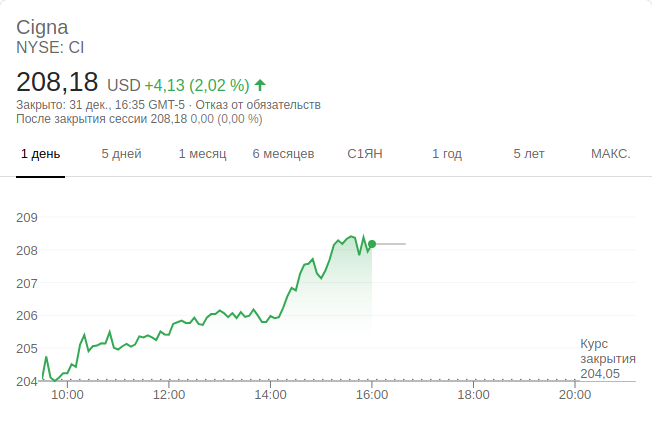 Cigna
NYSE: CI
208,18 USD +4,13 (2,02 %)
Закрыто: 31 дек., 16:35 GMT-5 · Отказ от обязательств
После закрытия сессии 208,18 0,00 (0,00 %)
1 день 5 дней 1 месяц 6 месяцев С1ЯН 1 год 5 лет МАКС.
209
208
207
206
205
204
Курс
закрытия
204,05
10:00 12:00 14:00 16:00 18:00 20:00